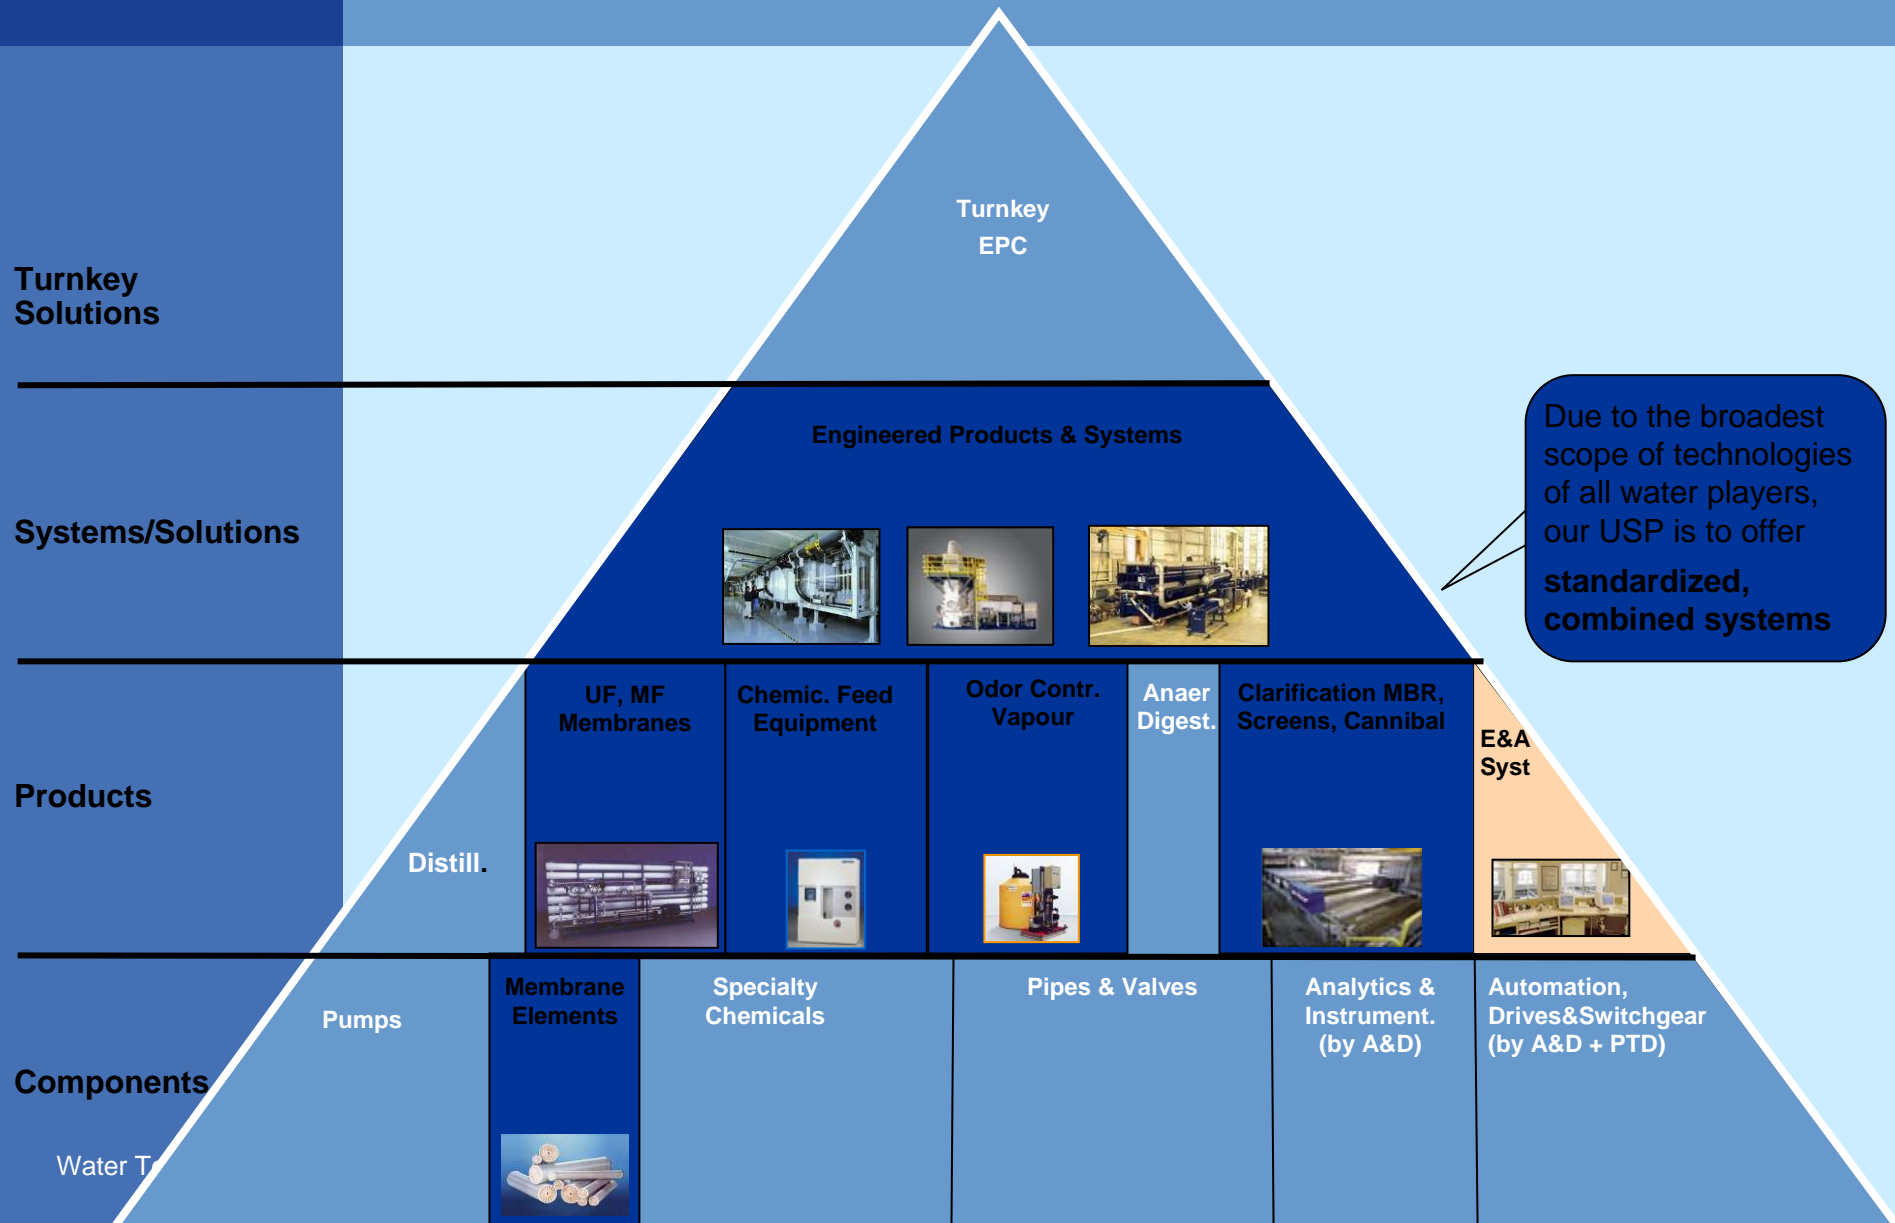 Turnkey
EPC
Turnkey
Solutions
Engineered Products & Systems
Systems/Solutions
Due to the broadest
scope of technologies
of all water players,
our USP is to offer
standardized,
combined systems
Products
Distill.
UF, MF
Membranes
Chemic. Feed
Equipment
Odor Contr.
Vapour
Anaer
Digest.
Clarification MBR,
Screens, Cannibal
E&A
Syst
Components
Pumps
Membrane
Elements
Specialty
Chemicals
Pipes & Valves
Analytics &
Instrument.
(by A&D)
Automation,
Drives&Switchgear
(by A&D + PTD)
Water